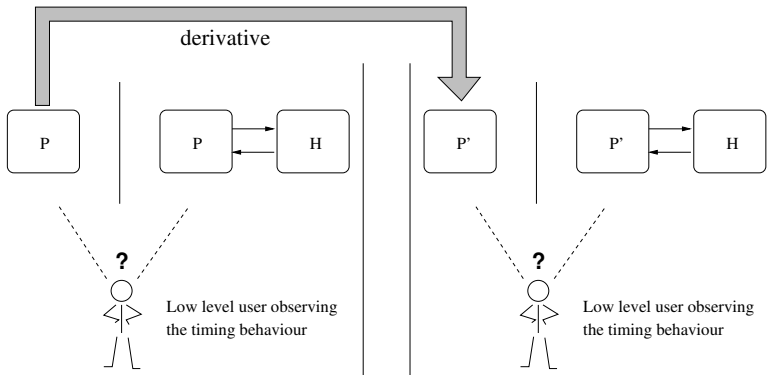 derivative
P
P
H
P'
P'
H
?
Low level user observing
the timing behaviour
?
Low level user observing
the timing behaviour